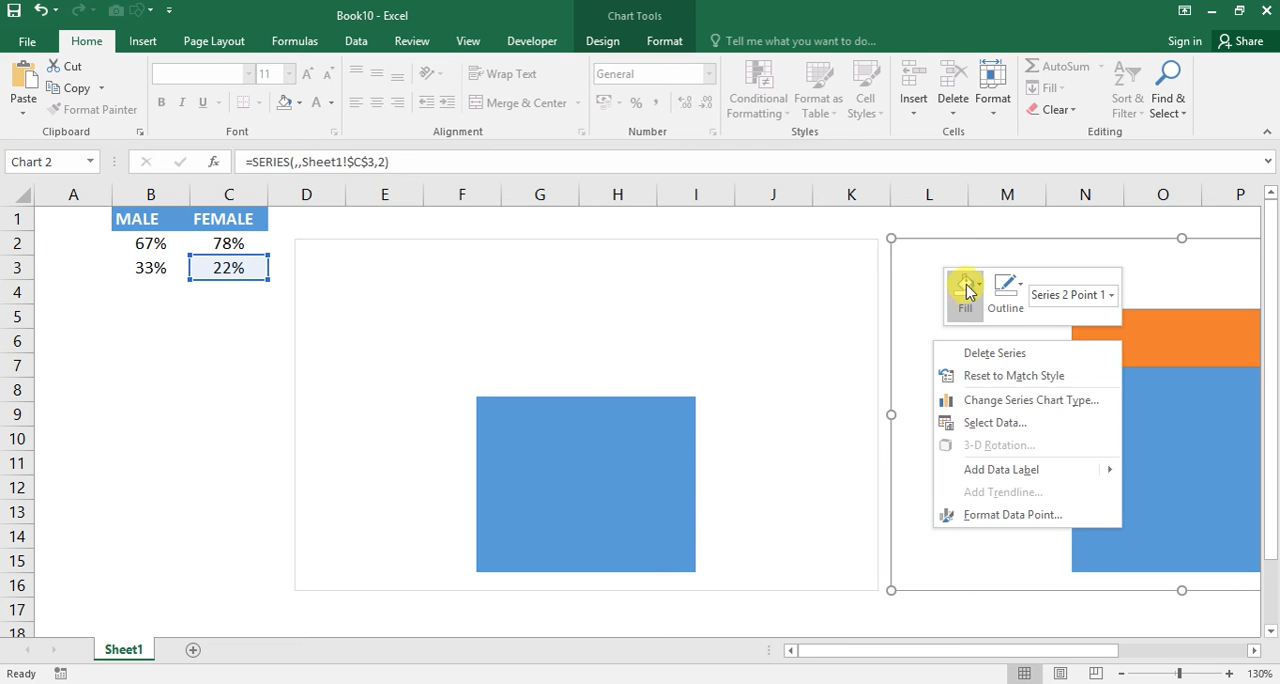 Book10 - Excel
Chart Tools
File Home Insert Page Layout Formulas Data Review View Developer Design Format Tell me what you want to do... Sign in Share
Paste
Cut
Copy
Format Painter
Clipboard
11 A A
B I U A
Font
Wrap Text
Merge & Center
Alignment
General
%
Number
Conditional Formatting
Format as Table
Cell Styles
Styles
Insert Delete Format
Cells
AutoSum
Fill
Clear
Sort & Filter
Find & Select
Editing
Chart 2 fx =SERIES(,,Sheet1!$C$3,2)
A B C D E F G H I J K L M N O P
1 MALE FEMALE
2 67% 78%
3 33% 22%
4
5
6
7
8
9
10
11
12
13
14
15
16
17
18
Fill Outline Series 2 Point 1
Delete Series
Reset to Match Style
Change Series Chart Type...
Select Data...
3-D Rotation...
Add Data Label
Add Trendline...
Format Data Point...
Sheet1
Ready 130%